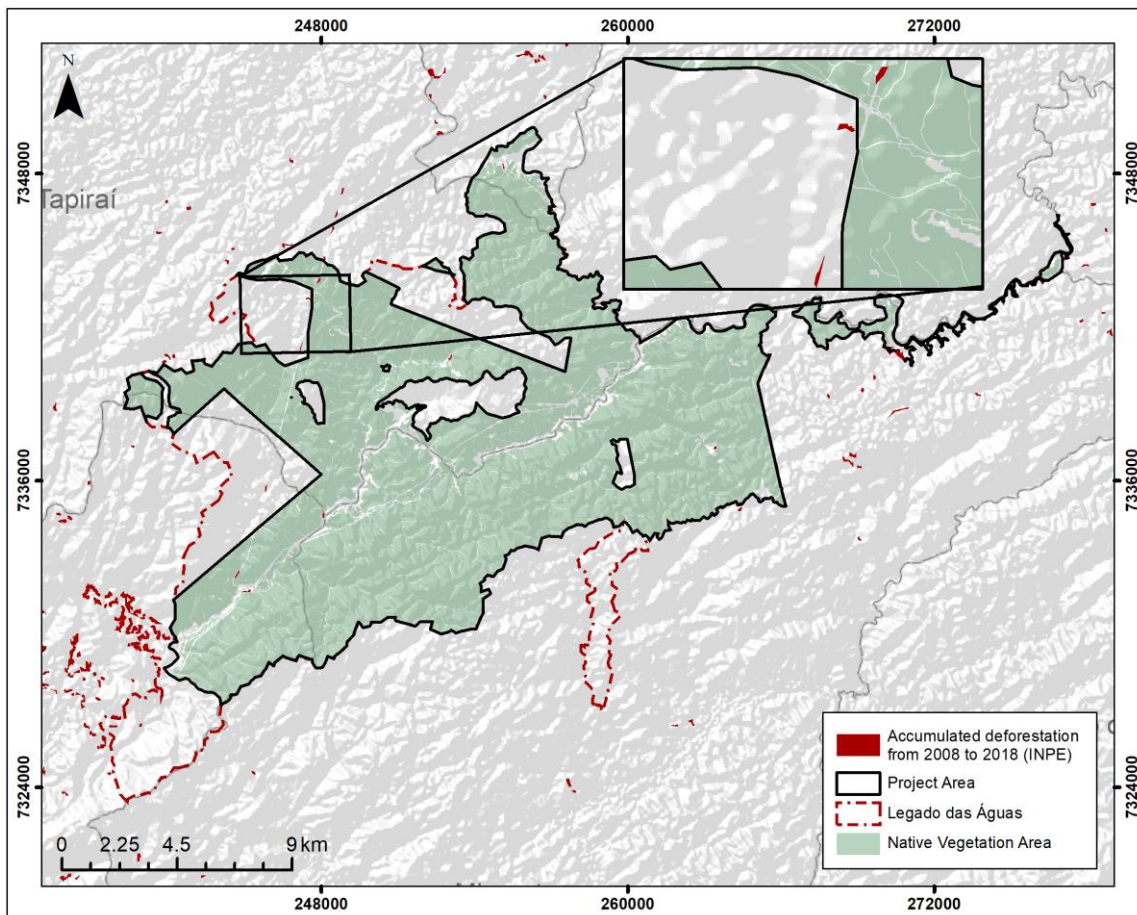 248000
260000
272000
N
7348000
7348000
Tapiraí
7336000
7336000
7324000
7324000
0 2.25 4.5 9 km
Accumulated deforestation
from 2008 to 2018 (INPE)
Project Area
Legado das Águas
Native Vegetation Area
248000
260000
272000